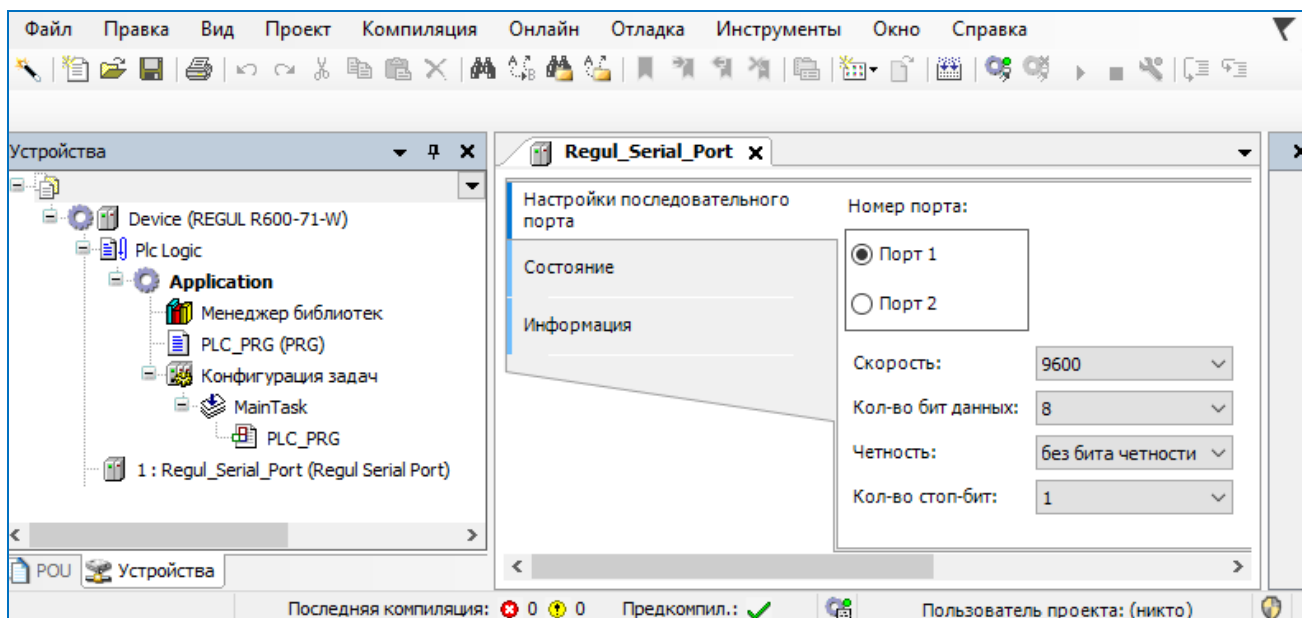 Файл Правка Вид Проект Компиляция Онлайн Отладка Инструменты Окно Справка
Устройства
Device (REGUL R600-71-W)
Plc Logic
Application
Менеджер библиотек
PLC_PRG (PRG)
Конфигурация задач
MainTask
PLC_PRG
1 : Regul_Serial_Port (Regul Serial Port)
POU Устройства
Regul_Serial_Port
Настройки последовательного
порта
Состояние
Информация
Номер порта:
Порт 1
Порт 2
Скорость: 9600
Кол-во бит данных: 8
Четность: без бита четности
Кол-во стоп-бит: 1
Последняя компиляция: 0 0 Предкомпил.: Пользователь проекта: (никто)